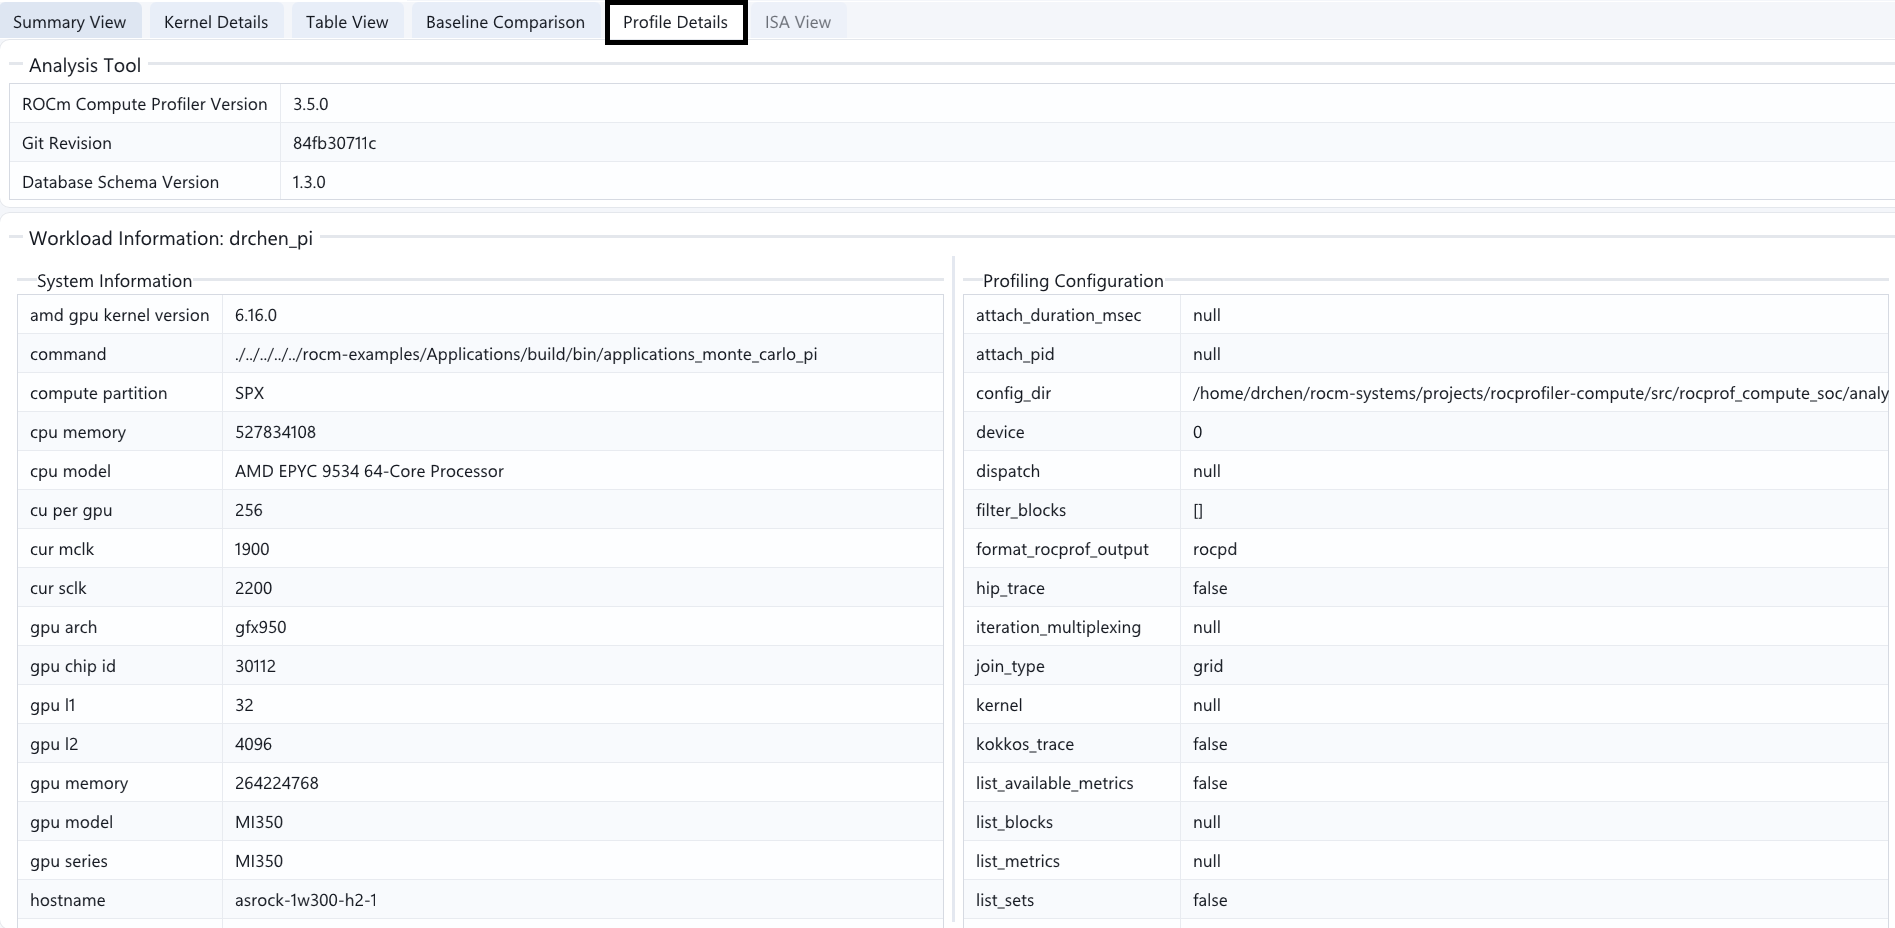 Summary View Kernel Details Table View Baseline Comparison Profile Details ISA View
Analysis Tool
ROCm Compute Profiler Version 3.5.0
Git Revision 84fb30711c
Database Schema Version 1.3.0
Workload Information: drchen_pi
System Information
amd gpu kernel version 6.16.0
command ./../../../../rocm-examples/Applications/build/bin/applications_monte_carlo_pi
compute partition SPX
cpu memory 527834108
cpu model AMD EPYC 9534 64-Core Processor
cu per gpu 256
cur mclk 1900
cur sclk 2200
gpu arch gfx950
gpu chip id 30112
gpu l1 32
gpu l2 4096
gpu memory 264224768
gpu model MI350
gpu series MI350
hostname asrock-1w300-h2-1
Profiling Configuration
attach_duration_msec null
attach_pid null
config_dir /home/drchen/rocm-systems/projects/rocprofiler-compute/src/rocprof_compute_soc/analy
device 0
dispatch null
filter_blocks []
format_rocprof_output rocpd
hip_trace false
iteration_multiplexing null
join_type grid
kernel null
kokkos_trace false
list_available_metrics false
list_blocks null
list_metrics null
list_sets false